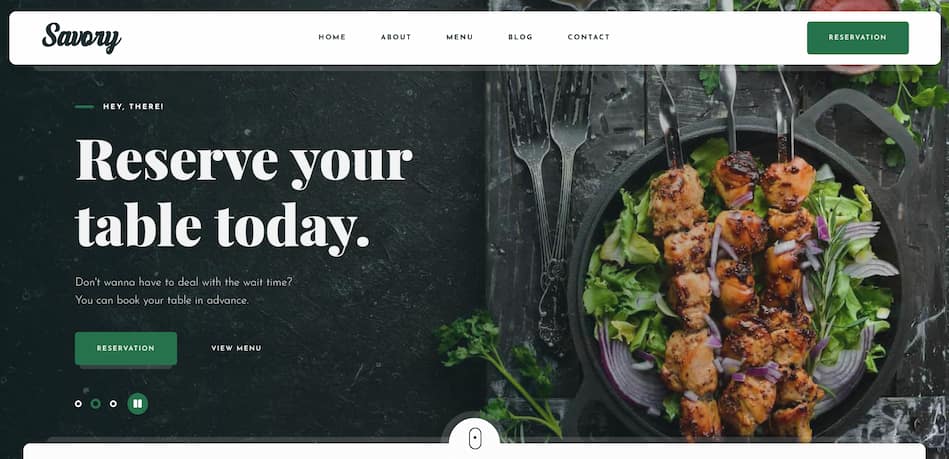 Savory
HOME
ABOUT
MENU
BLOG
CONTACT
RESERVATION
HEY, THERE!
Reserve your
table today.
Don't wanna have to deal with the wait time?
You can book your table in advance.
RESERVATION
VIEW MENU